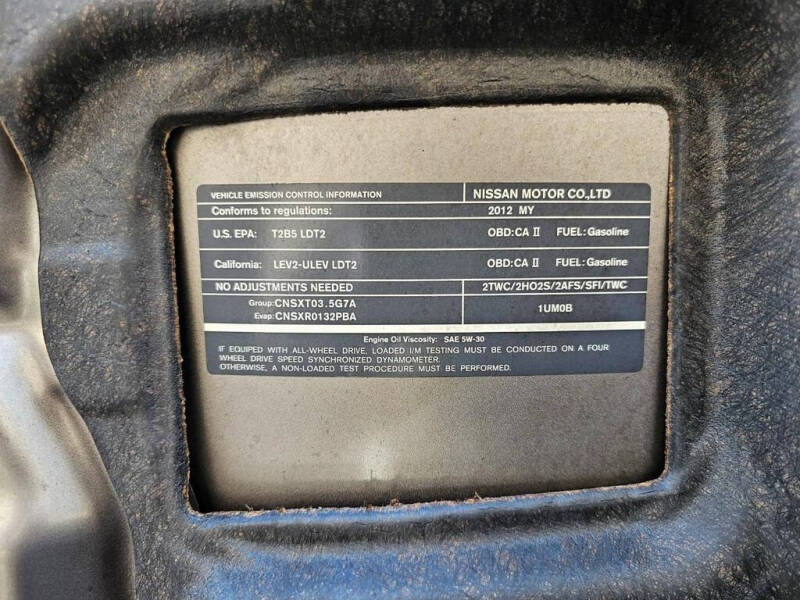 VEHICLE EMISSION CONTROL INFORMATION NISSAN MOTOR CO.,LTD
Conforms to regulations: 2012 MY
U.S. EPA: T2B5 LDT2 OBD:CA II FUEL:Gasoline
California: LEV2-ULEV LDT2 OBD:CA II FUEL:Gasoline
NO ADJUSTMENTS NEEDED 2TWC/2HO2S/2AFS/SFI/TWC
Group:CNSXT03.5G7A
Evap:CNSXR0132PBA
1UM0B
Engine Oil Viscosity: SAE 5W-30
IF EQUIPED WITH ALL-WHEEL DRIVE, LOADED I/M TESTING MUST BE CONDUCTED ON A FOUR
WHEEL DRIVE SPEED SYNCHRONIZED DYNAMOMETER.
OTHERWISE, A NON-LOADED TEST PROCEDURE MUST BE PERFORMED.